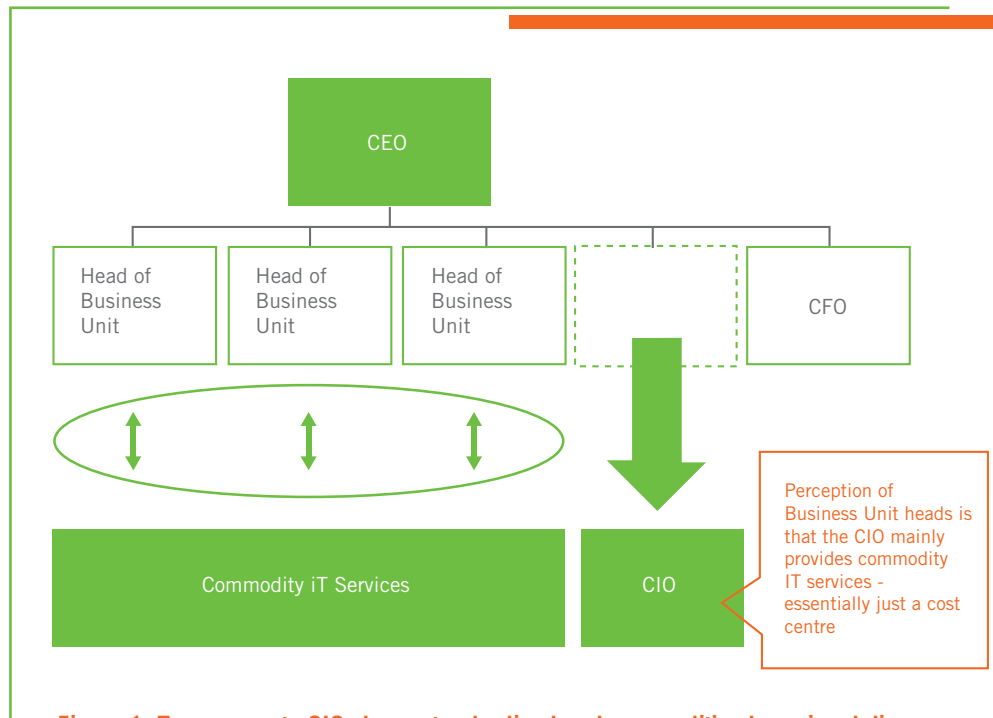 CEO
Head of
Business
Unit
Head of
Business
Unit
Head of
Business
Unit
CFO
Perception of
Business Unit heads is
that the CIO mainly
provides commodity
IT services -
essentially just a cost
centre
Commodity iT Services
CIO